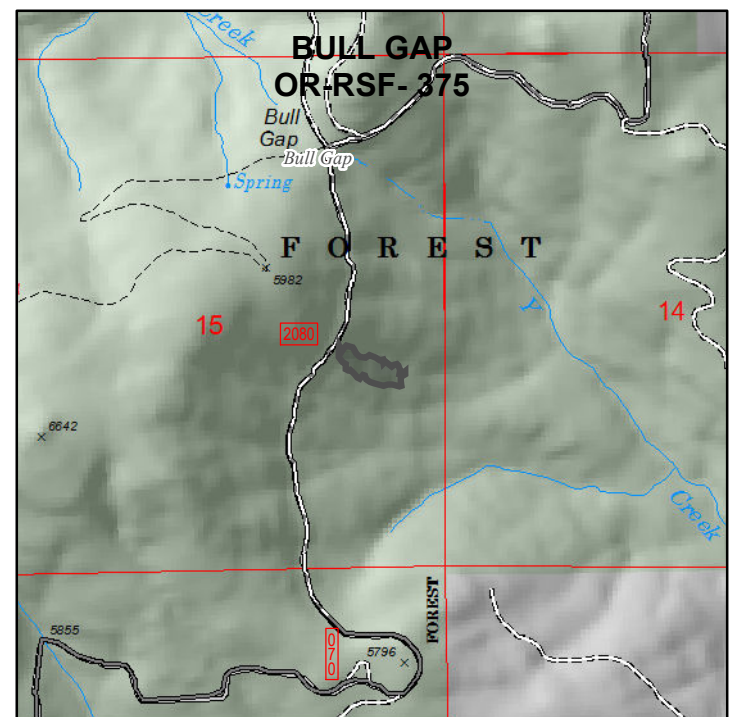 Creek
BULL GAP
OR-RSF- 375
Bull
Gap
Bull Gap
Spring
FOREST
5982
y
15
14
2080
6642
Creek
FOREST
5855
070
5796